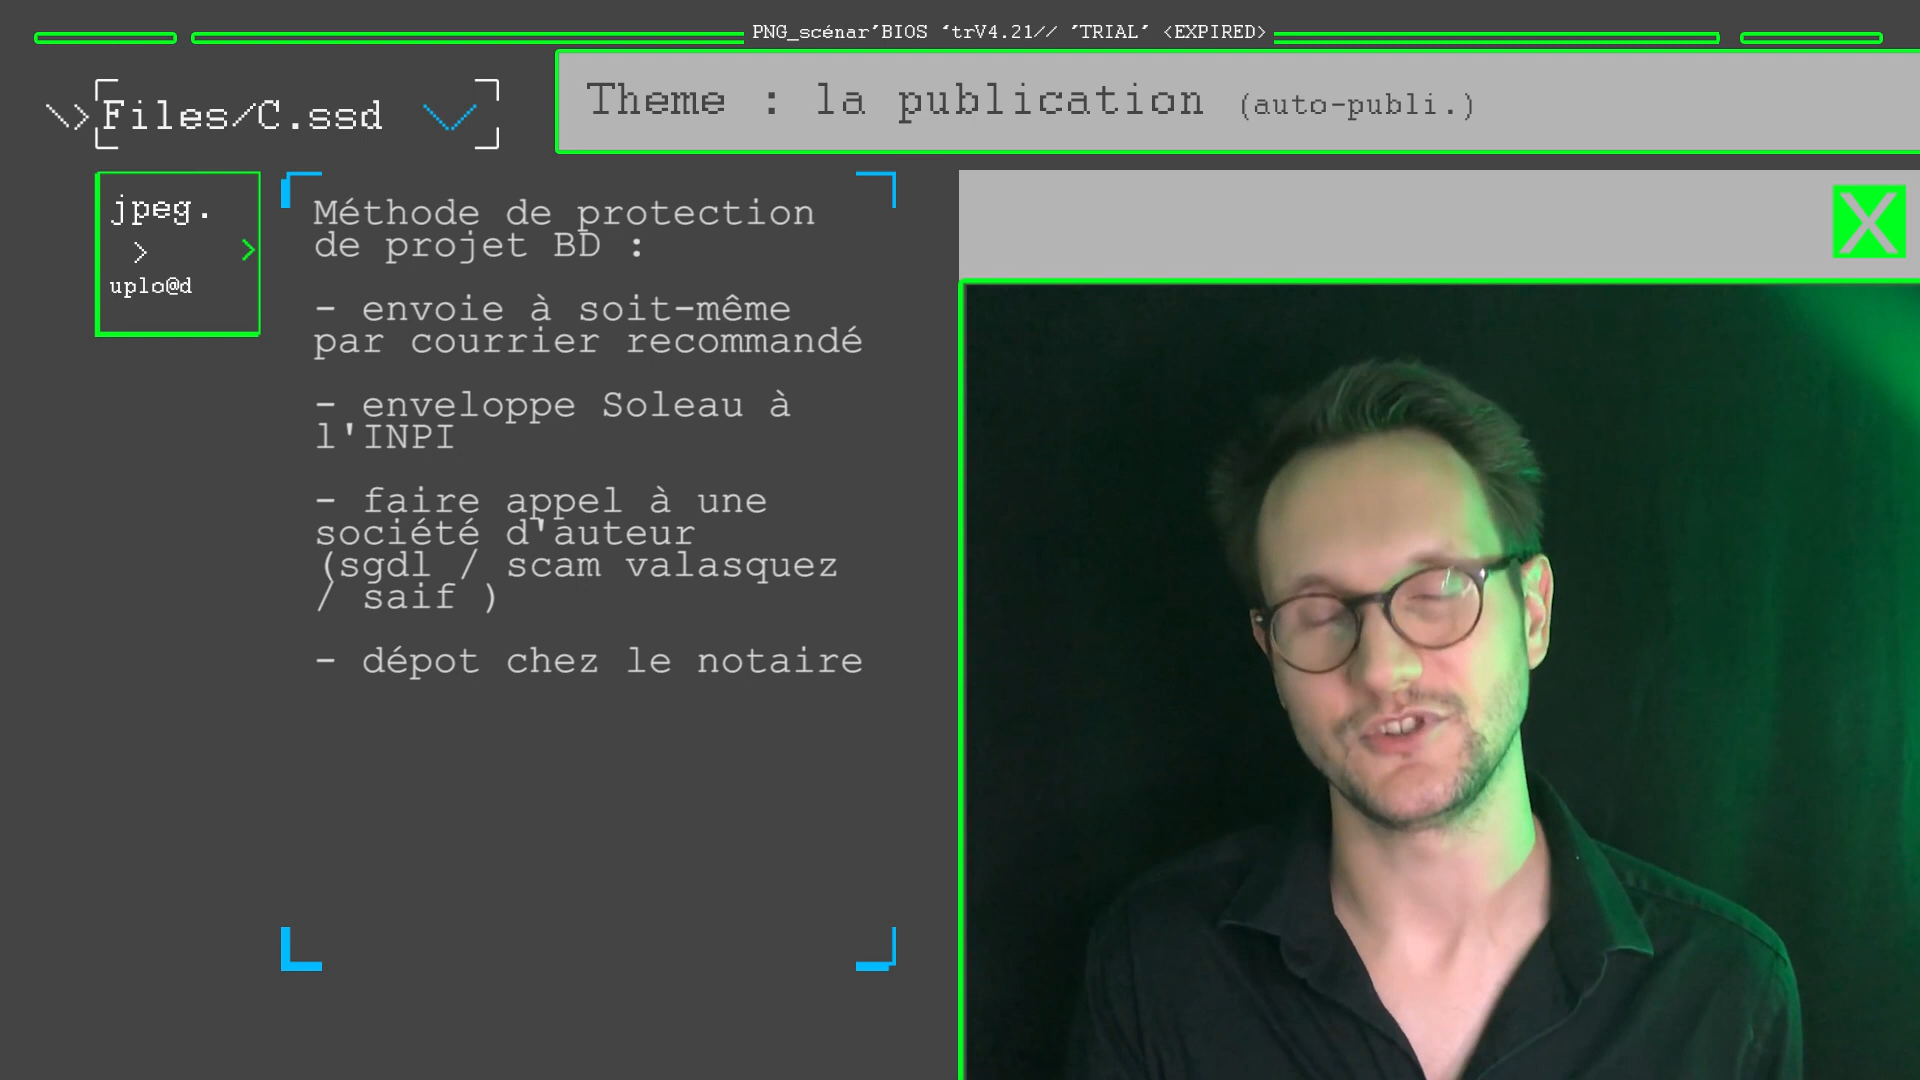 PNG_scénar´BIOS ‘trV4.21// ´TRIAL´ <EXPIRED>
\>Files/C.ssd
Theme : la publication (auto-publi.)
jpeg.
>
>
uplo@d
Méthode de protection
de projet BD :
- envoie à soit-même
par courrier recommandé
- enveloppe Soleau à
l'INPI
- faire appel à une
société d'auteur
(sgdl / scam valasquez
/ saif )
- dépot chez le notaire
X